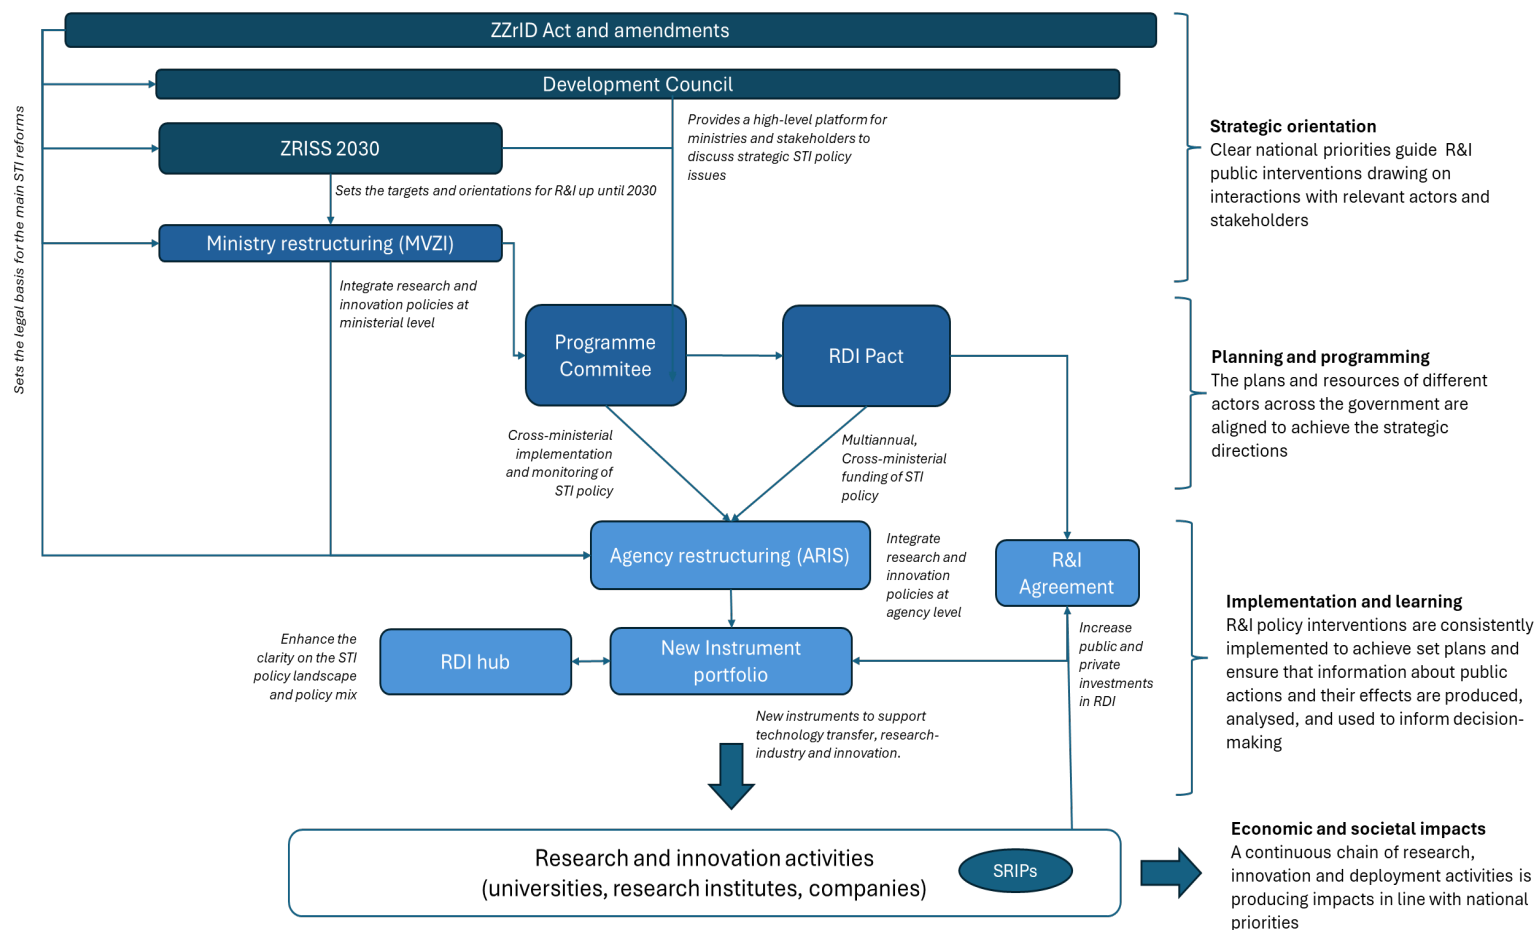 ZZrID Act and amendments
Development Council
Sets the legal basis for the main STI reforms
Provides a high-level platform for
ministries and stakeholders to
discuss strategic STI policy
issues
ZRISS 2030
Sets the targets and orientations for R&I up until 2030
Ministry restructuring (MVZI)
Integrate research and
innovation policies at
ministerial level
Strategic orientation
Clear national priorities guide R&I
public interventions drawing on
interactions with relevant actors and
stakeholders
Programme
Commitee
RDI Pact
Planning and programming
The plans and resources of different
actors across the government are
aligned to achieve the strategic
directions
Cross-ministerial
implementation
and monitoring of
STI policy
Multiannual,
Cross-ministerial
funding of STI
policy
Agency restructuring (ARIS)
Integrate
research and
innovation
policies at
agency level
R&I
Agreement
Enhance the
clarity on the STI
policy landscape
and policy mix
RDI hub
New Instrument
portfolio
Increase
public and
private
investments
in RDI
Implementation and learning
R&I policy interventions are consistently
implemented to achieve set plans and
ensure that information about public
actions and their effects are produced,
analysed, and used to inform decision-
making
New instruments to support
technology transfer, research-
industry and innovation.
Research and innovation activities
(universities, research institutes, companies)
SRIPs
Economic and societal impacts
A continuous chain of research,
innovation and deployment activities is
producing impacts in line with national
priorities